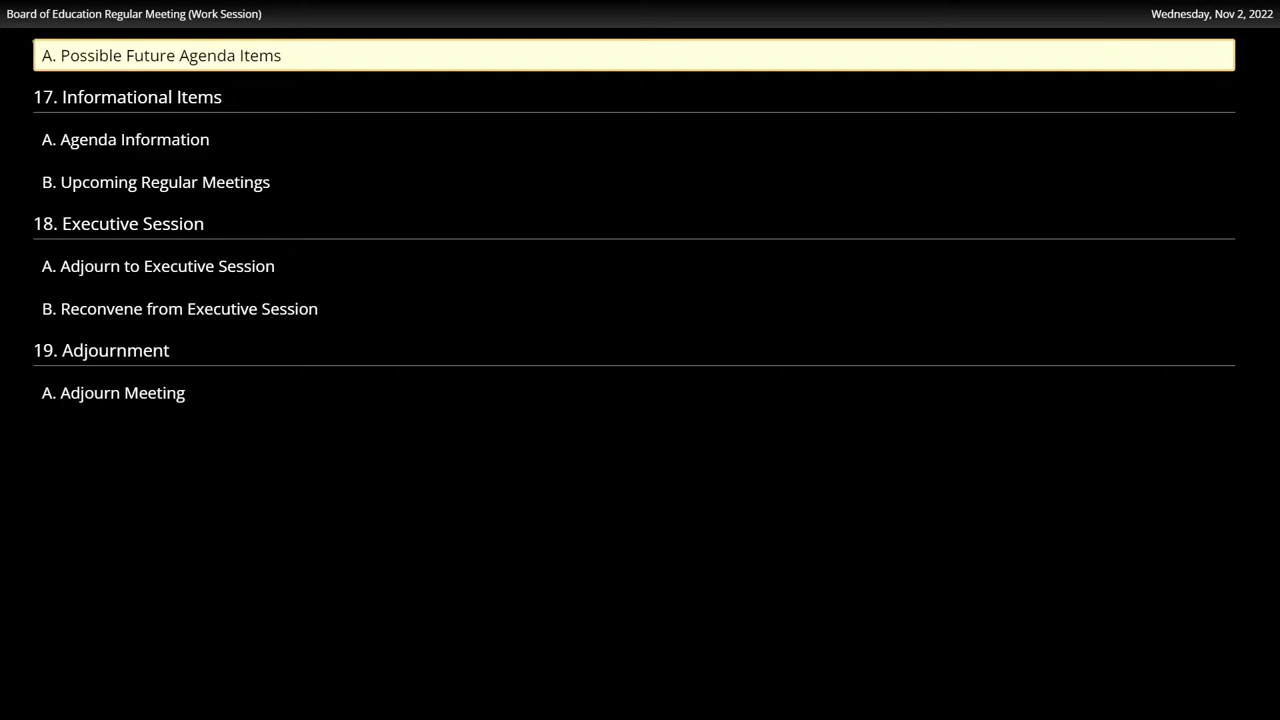 Board of Education Regular Meeting (Work Session)
Wednesday, Nov 2, 2022
A. Possible Future Agenda Items
17. Informational Items
A. Agenda Information
B. Upcoming Regular Meetings
18. Executive Session
A. Adjourn to Executive Session
B. Reconvene from Executive Session
19. Adjournment
A. Adjourn Meeting